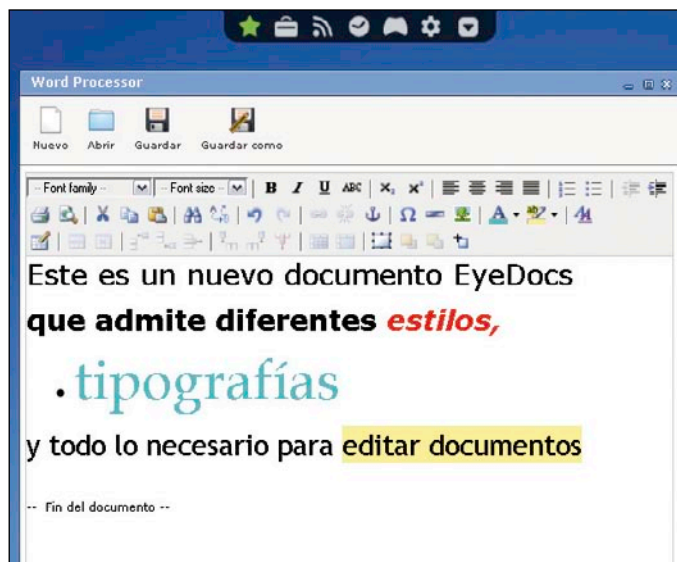 Word Processor
Nuevo Abrir Guardar Guardar como
-- Font family -- -- Font size -- B I U ABC
Este es un nuevo documento EyeDocs
que admite diferentes estilos,
• tipografías
y todo lo necesario para editar documentos
-- Fin del documento --